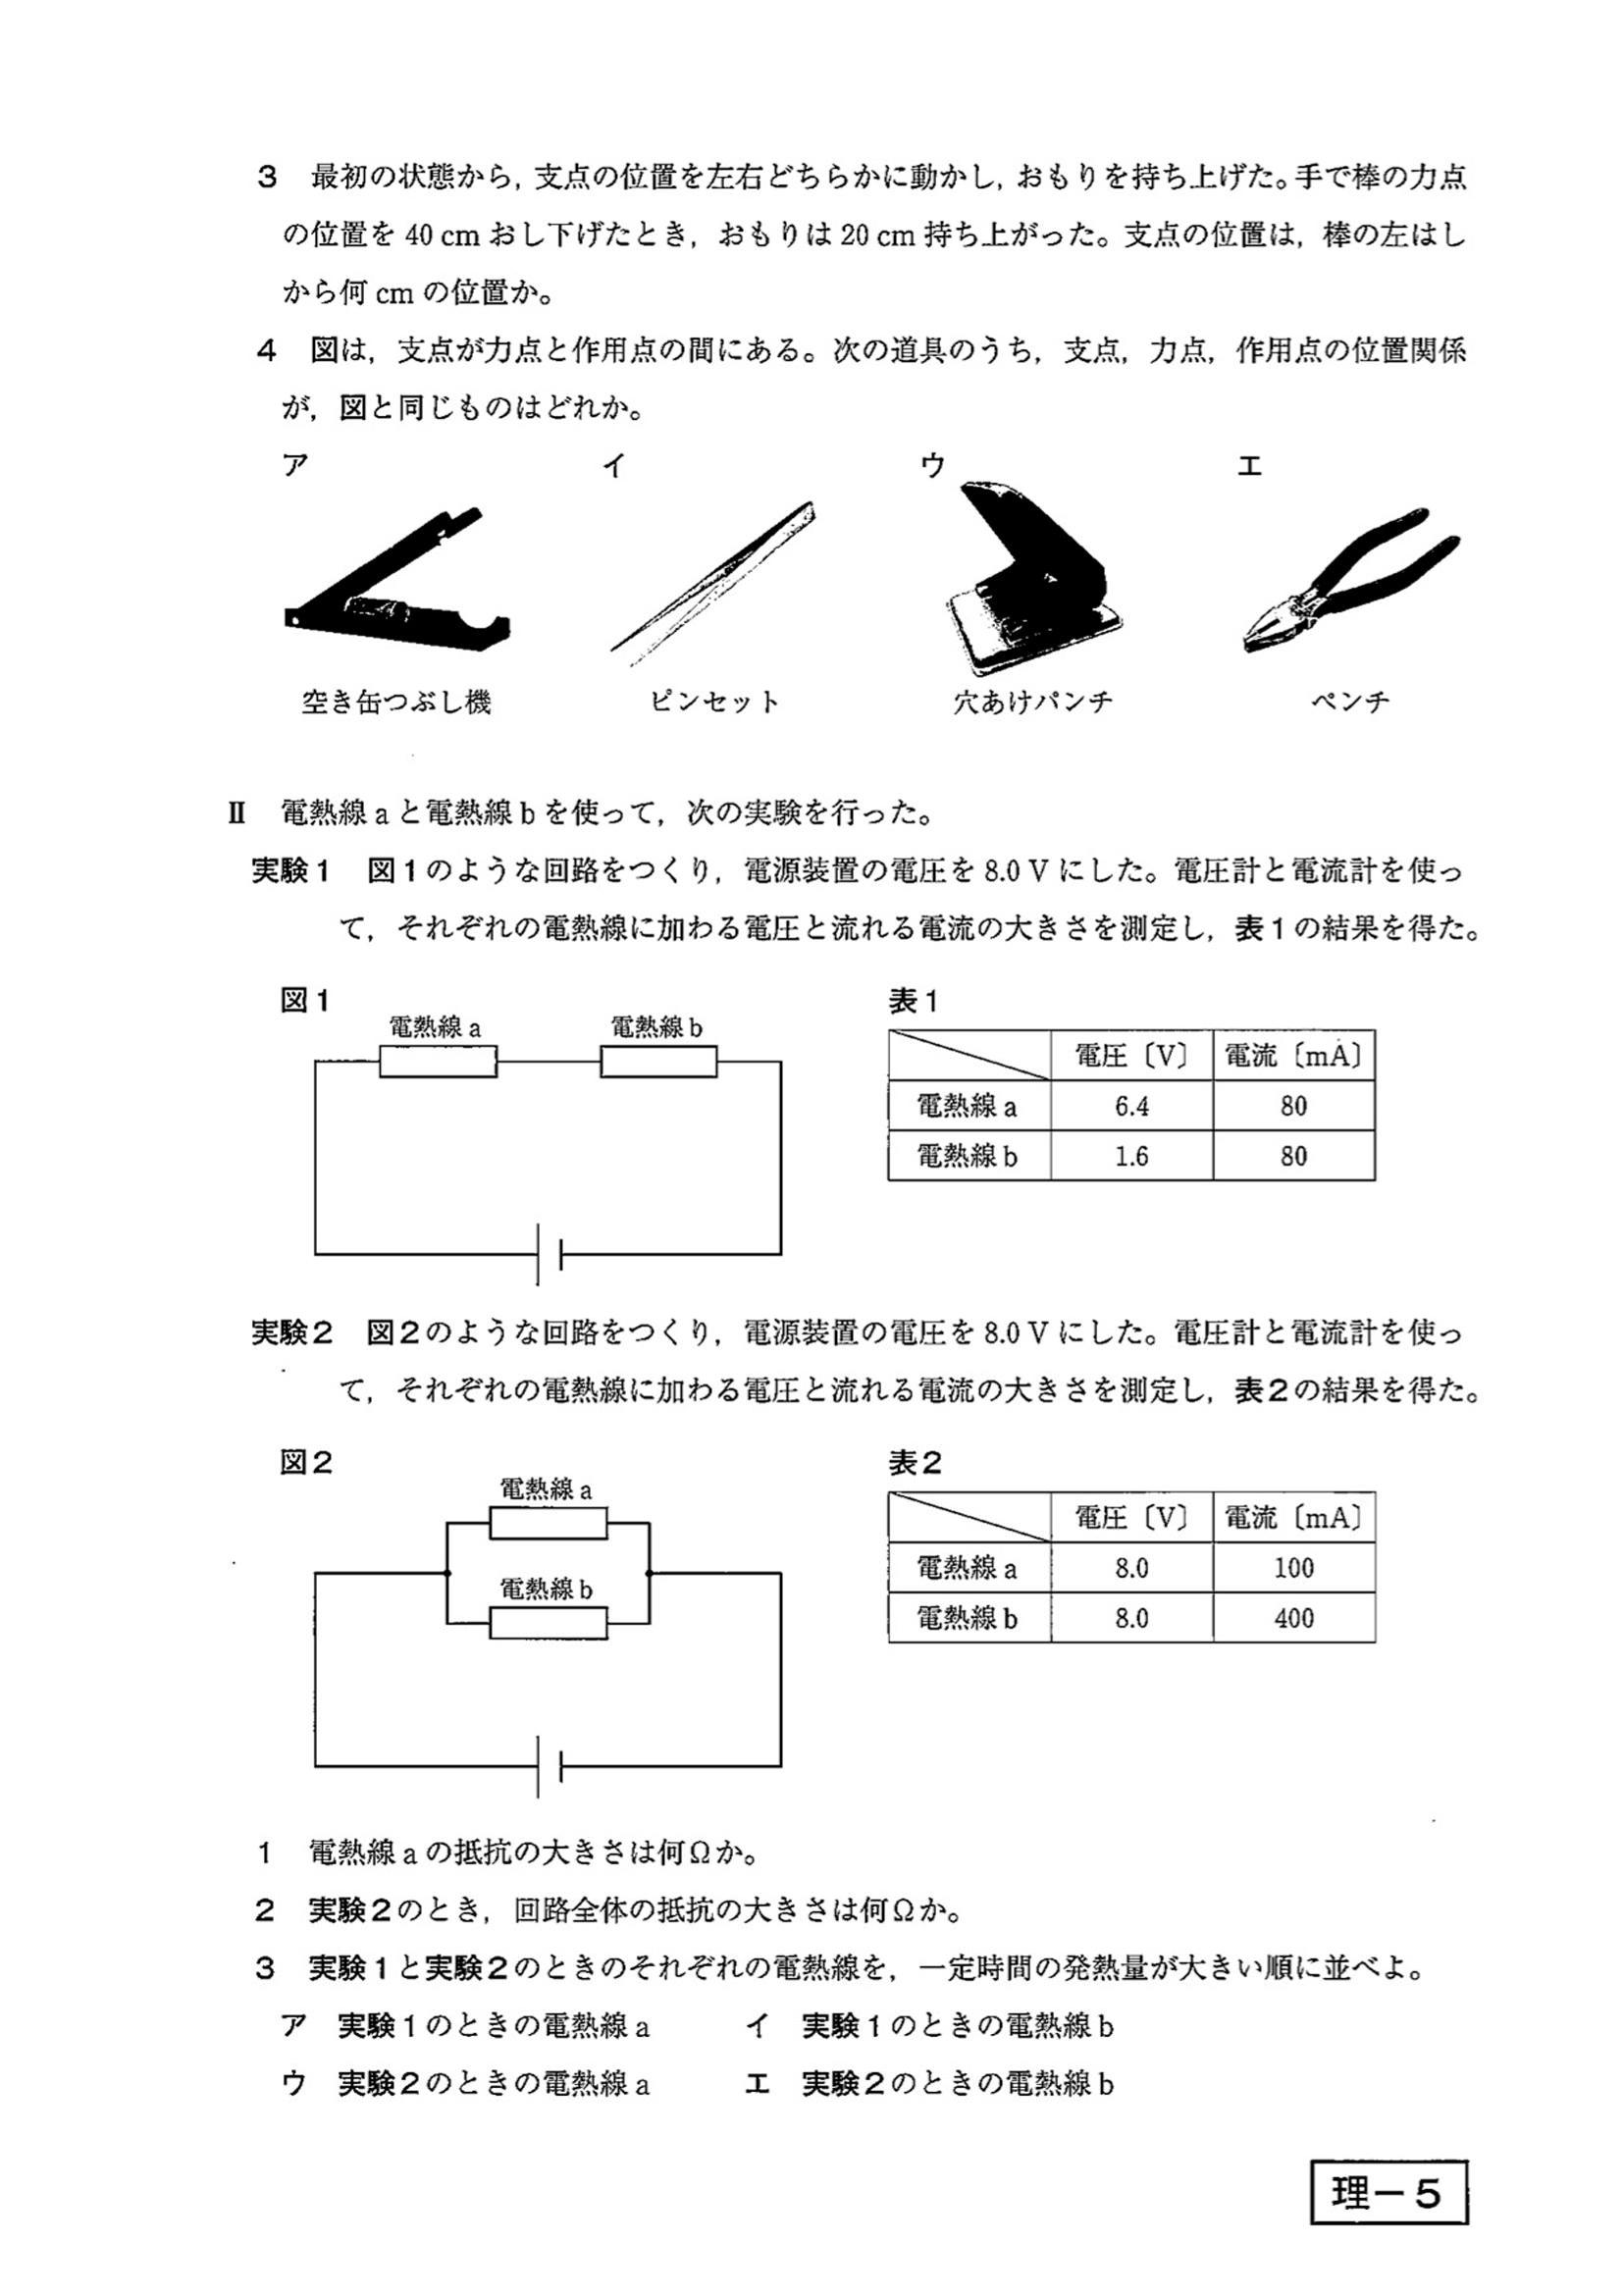 3　最初の状態から，支点の位置を左右どちらかに動かし，おもりを持ち上げた。手で棒の力点
の位置を 40 cm おし下げたとき，おもりは 20 cm 持ち上がった。支点の位置は，棒の左はし
から何 cm の位置か。
4　図は，支点が力点と作用点の間にある。次の道具のうち，支点，力点，作用点の位置関係
が，図と同じものはどれか。
ア　イ　ウ　エ
空き缶つぶし機　ピンセット　穴あけパンチ　ペンチ
Ⅱ　電熱線 a と電熱線 b を使って，次の実験を行った。
実験1　図1のような回路をつくり，電源装置の電圧を 8.0 V にした。電圧計と電流計を使っ
て，それぞれの電熱線に加わる電圧と流れる電流の大きさを測定し，表1の結果を得た。
図1
電熱線 a　電熱線 b
表1
電圧〔V〕　電流〔mA〕
電熱線 a　6.4　80
電熱線 b　1.6　80
実験2　図2のような回路をつくり，電源装置の電圧を 8.0 V にした。電圧計と電流計を使っ
て，それぞれの電熱線に加わる電圧と流れる電流の大きさを測定し，表2の結果を得た。
図2
電熱線 a
電熱線 b
表2
電圧〔V〕　電流〔mA〕
電熱線 a　8.0　100
電熱線 b　8.0　400
1　電熱線 a の抵抗の大きさは何Ωか。
2　実験2のとき，回路全体の抵抗の大きさは何Ωか。
3　実験1と実験2のときのそれぞれの電熱線を，一定時間の発熱量が大きい順に並べよ。
ア　実験1のときの電熱線 a　イ　実験1のときの電熱線 b
ウ　実験2のときの電熱線 a　エ　実験2のときの電熱線 b
理－5